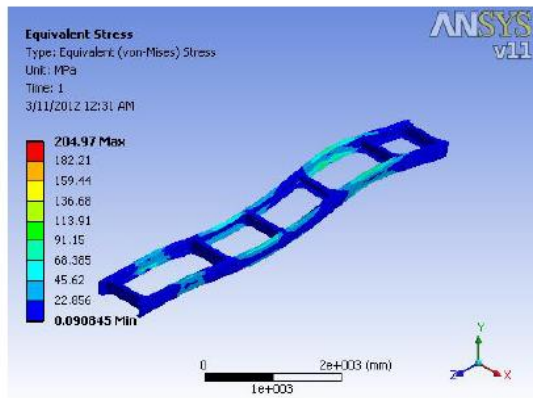 Equivalent Stress
Type: Equivalent (von-Mises) Stress
Unit: MPa
Time: 1
3/11/2012 12:31 AM
ANSYS
v11
204.97 Max
182.21
159.44
136.68
113.91
91.15
68.385
45.62
22.856
0.090845 Min
0
2e+003 (mm)
1e+003
Y
Z
X